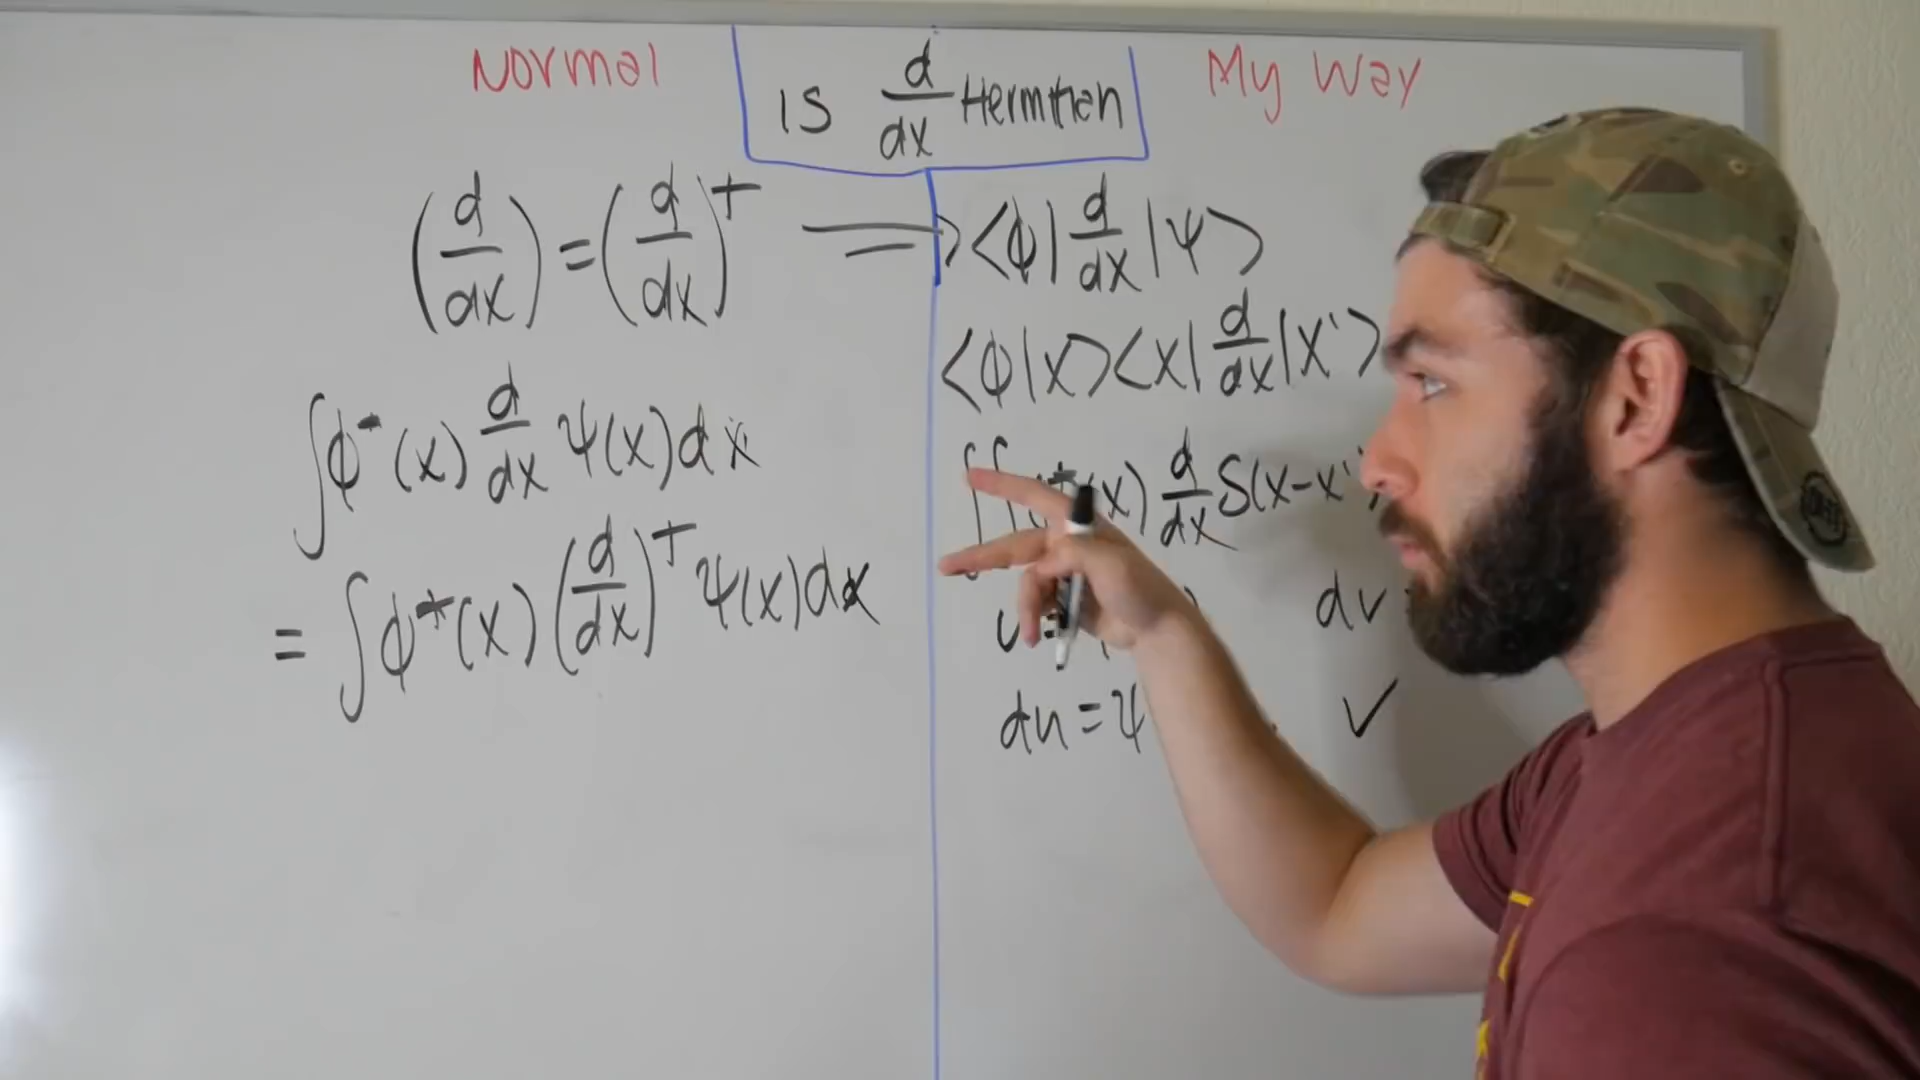 Normal
Is d/dx Hermitian
My Way
(d/dx) = (d/dx)† ⟹
∫ϕ*(x) d/dx ψ(x)dx
= ∫ϕ*(x) (d/dx)† ψ(x)dx
⟨ϕ| d/dx |ψ⟩
⟨ϕ|x⟩⟨x| d/dx |x'⟩
∫∫ (x) d/dx δ(x-x'
u =
dv
du = ψ
✓